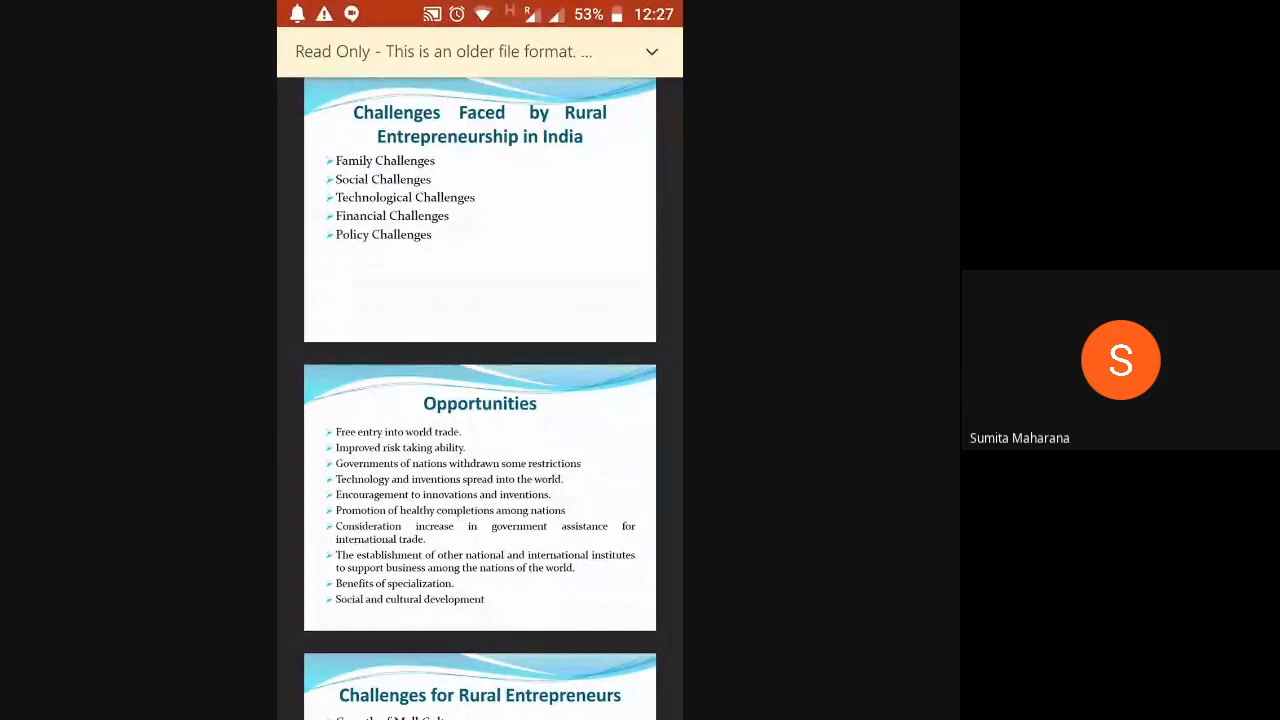 H R 53% 12:27
Read Only - This is an older file format. ...
Challenges Faced by Rural
Entrepreneurship in India
Family Challenges
Social Challenges
Technological Challenges
Financial Challenges
Policy Challenges
Opportunities
Free entry into world trade.
Improved risk taking ability.
Governments of nations withdrawn some restrictions
Technology and inventions spread into the world.
Encouragement to innovations and inventions.
Promotion of healthy completions among nations
Consideration increase in government assistance for
international trade.
The establishment of other national and international institutes
to support business among the nations of the world.
Benefits of specialization.
Social and cultural development
Challenges for Rural Entrepreneurs
S
Sumita Maharana